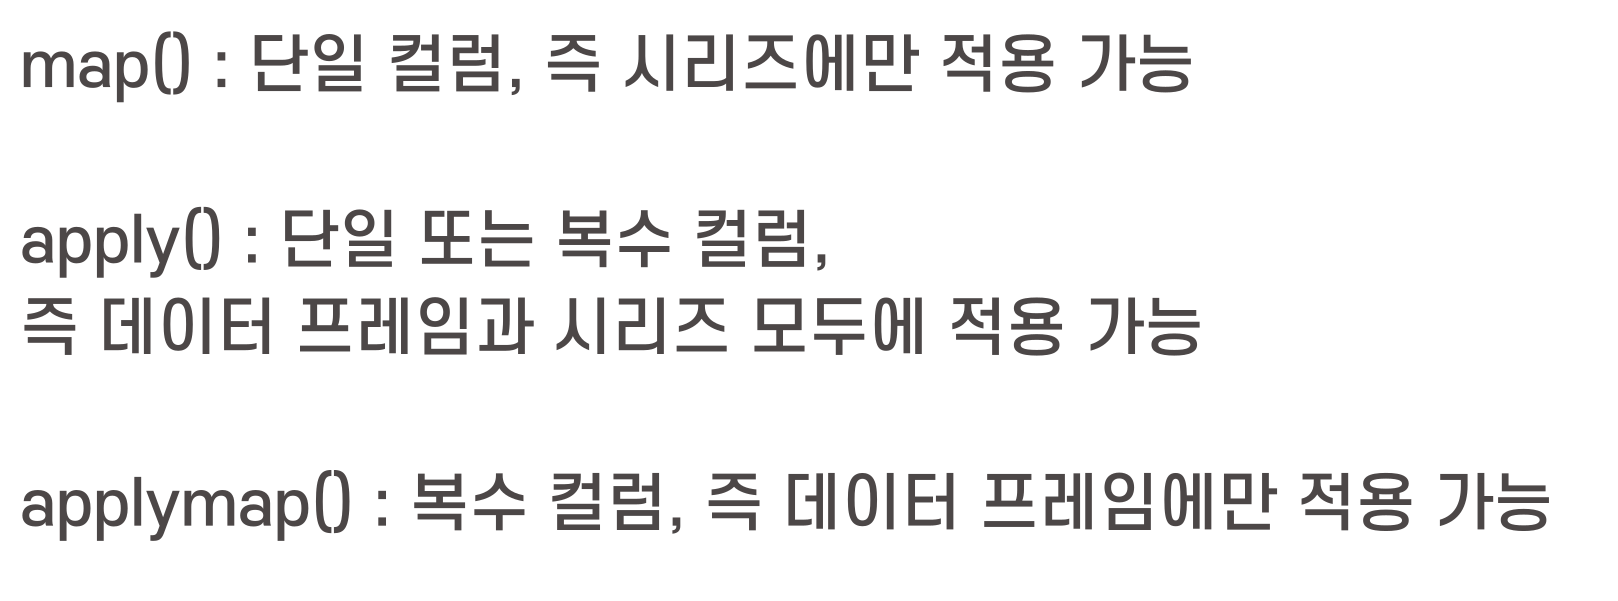 map() : 단일 컬럼, 즉 시리즈에만 적용 가능
apply() : 단일 또는 복수 컬럼,
즉 데이터 프레임과 시리즈 모두에 적용 가능
applymap() : 복수 컬럼, 즉 데이터 프레임에만 적용 가능